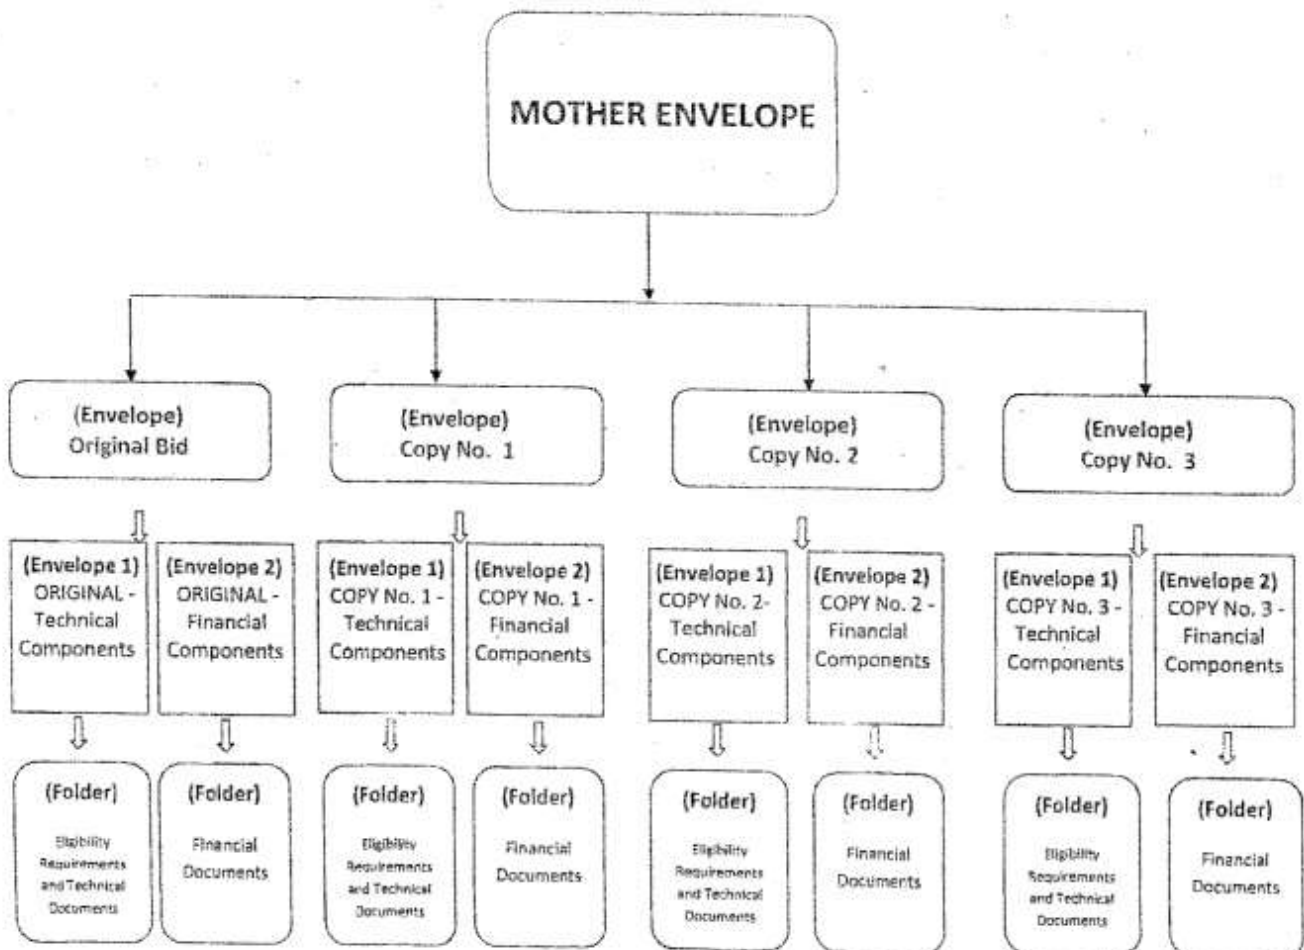 MOTHER ENVELOPE
(Envelope)
Original Bid
(Envelope)
Copy No. 1
(Envelope)
Copy No. 2
(Envelope)
Copy No. 3
(Envelope 1)
ORIGINAL -
Technical
Components
(Envelope 2)
ORIGINAL -
Financial
Components
(Envelope 1)
COPY No. 1 -
Technical
Components
(Envelope 2)
COPY No. 1 -
Financial
Components
(Envelope 1)
COPY No. 2-
Technical
Components
(Envelope 2)
COPY No. 2 -
Financial
Components
(Envelope 1)
COPY No. 3 -
Technical
Components
(Envelope 2)
COPY No. 3 -
Financial
Components
(Folder)
Eligibility
Requirements
and Technical
Documents
(Folder)
Financial
Documents
(Folder)
Eligibility
Requirements
and Technical
Documents
(Folder)
Financial
Documents
(Folder)
Eligibility
Requirements
and Technical
Documents
(Folder)
Financial
Documents
(Folder)
Eligibility
Requirements
and Technical
Documents
(Folder)
Financial
Documents